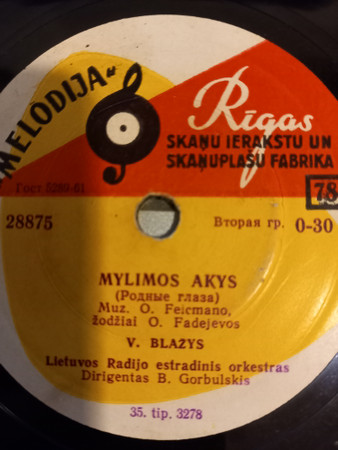 MELODIJA"
Rīgas
SKAŅU IERAKSTU UN
SKAŅUPLAŠU FABRIKA
Гост 5289-61
78
28875
Вторая гр. 0-30
MYLIMOS AKYS
(Родные глаза)
Muz. O. Feicmano,
žodžiai O. Fadejevos
V. BLAZYS
Lietuvos Radijo estradinis orkestras
Dirigentas B. Gorbulskis
35. tip. 3278